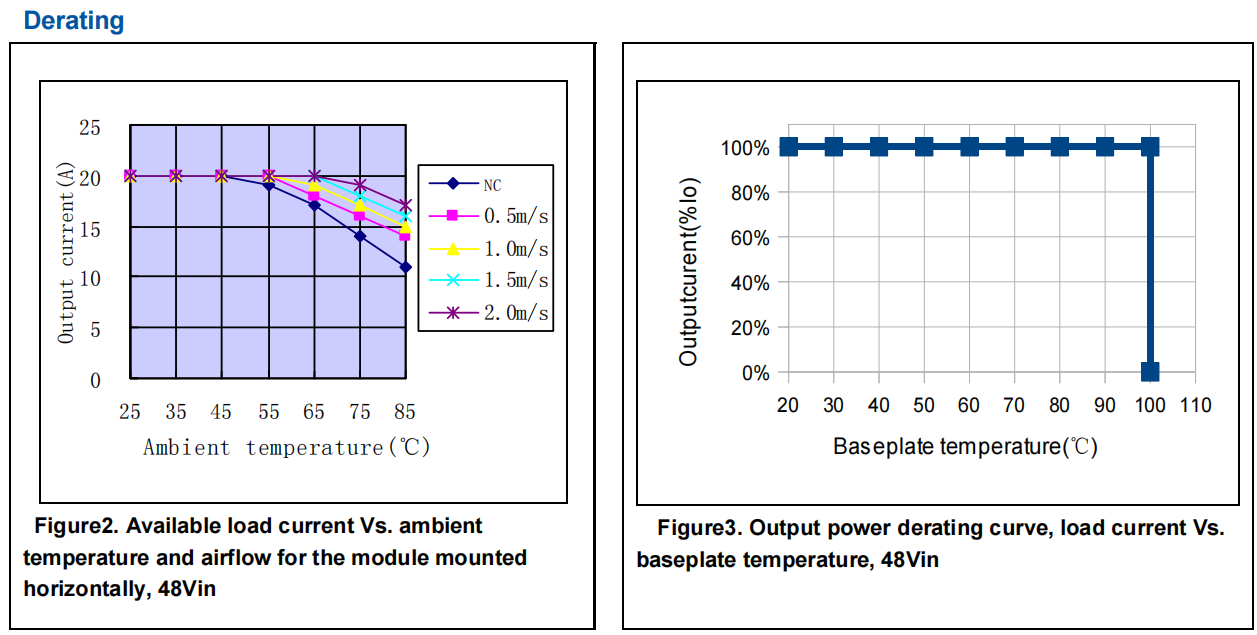 Derating
25
20
15
10
5
0
Output current(A)
25 35 45 55 65 75 85
Ambient temperature(℃)
NC
0.5m/s
1.0m/s
1.5m/s
2.0m/s
Figure2. Available load current Vs. ambient
temperature and airflow for the module mounted
horizontally, 48Vin
100%
80%
60%
40%
20%
0%
Outputcurent(%Io)
20 30 40 50 60 70 80 90 100 110
Baseplate temperature(℃)
Figure3. Output power derating curve, load current Vs.
baseplate temperature, 48Vin